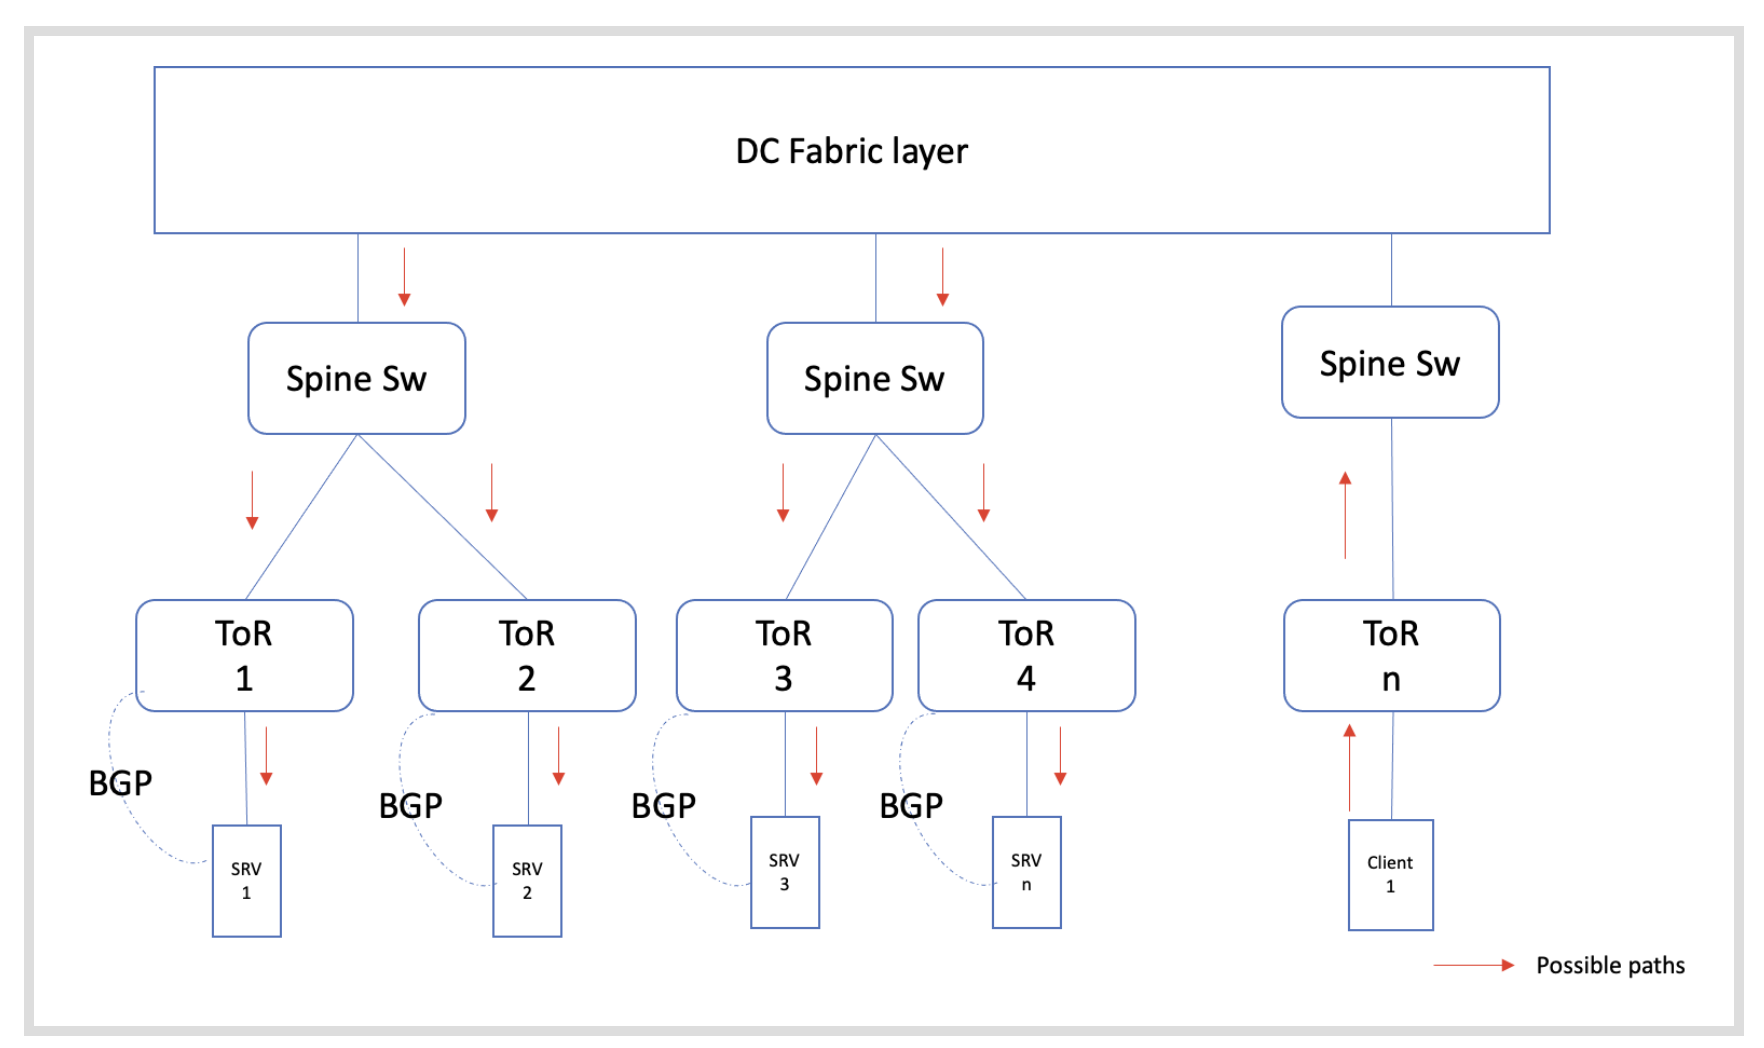 DC Fabric layer
Spine Sw
Spine Sw
Spine Sw
ToR
1
ToR
2
ToR
3
ToR
4
ToR
n
BGP
BGP
BGP
BGP
SRV
1
SRV
2
SRV
3
SRV
n
Client
1
Possible paths